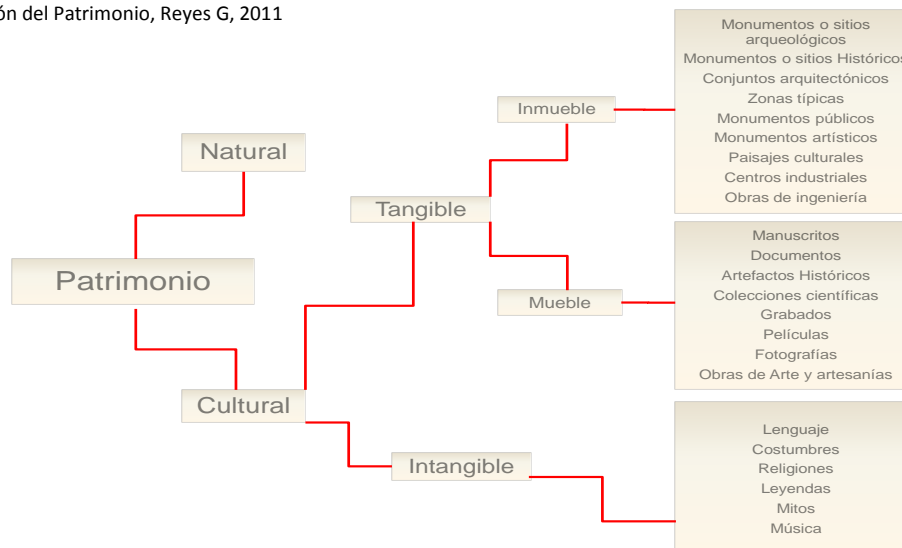 ón del Patrimonio, Reyes G, 2011
Natural
Patrimonio
Cultural
Tangible
Intangible
Inmueble
Mueble
Monumentos o sitios
arqueológicos
Monumentos o sitios Históricos
Conjuntos arquitectónicos
Zonas típicas
Monumentos públicos
Monumentos artísticos
Paisajes culturales
Centros industriales
Obras de ingeniería
Manuscritos
Documentos
Artefactos Históricos
Colecciones científicas
Grabados
Películas
Fotografías
Obras de Arte y artesanías
Lenguaje
Costumbres
Religiones
Leyendas
Mitos
Música